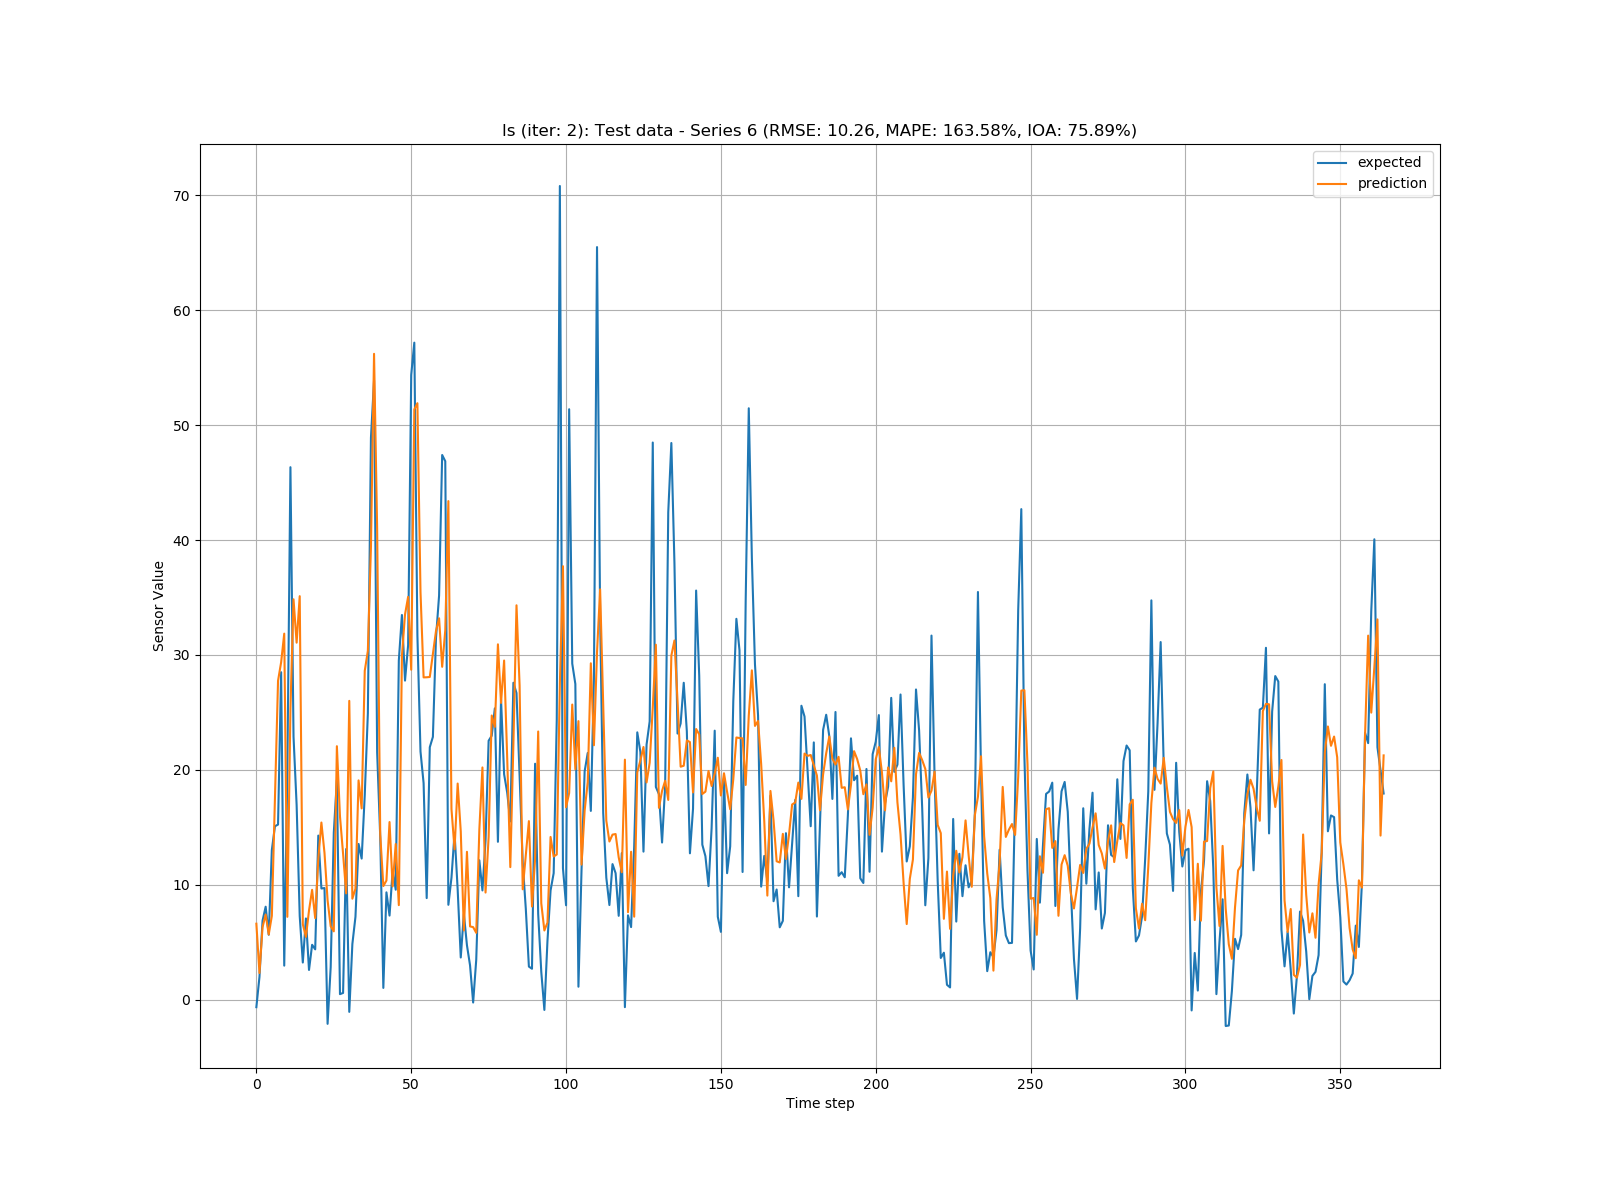 ls (iter: 2): Test data - Series 6 (RMSE: 10.26, MAPE: 163.58%, IOA: 75.89%)
expected
prediction
70
60
50
40
30
20
10
0
Sensor Value
0 50 100 150 200 250 300 350
Time step